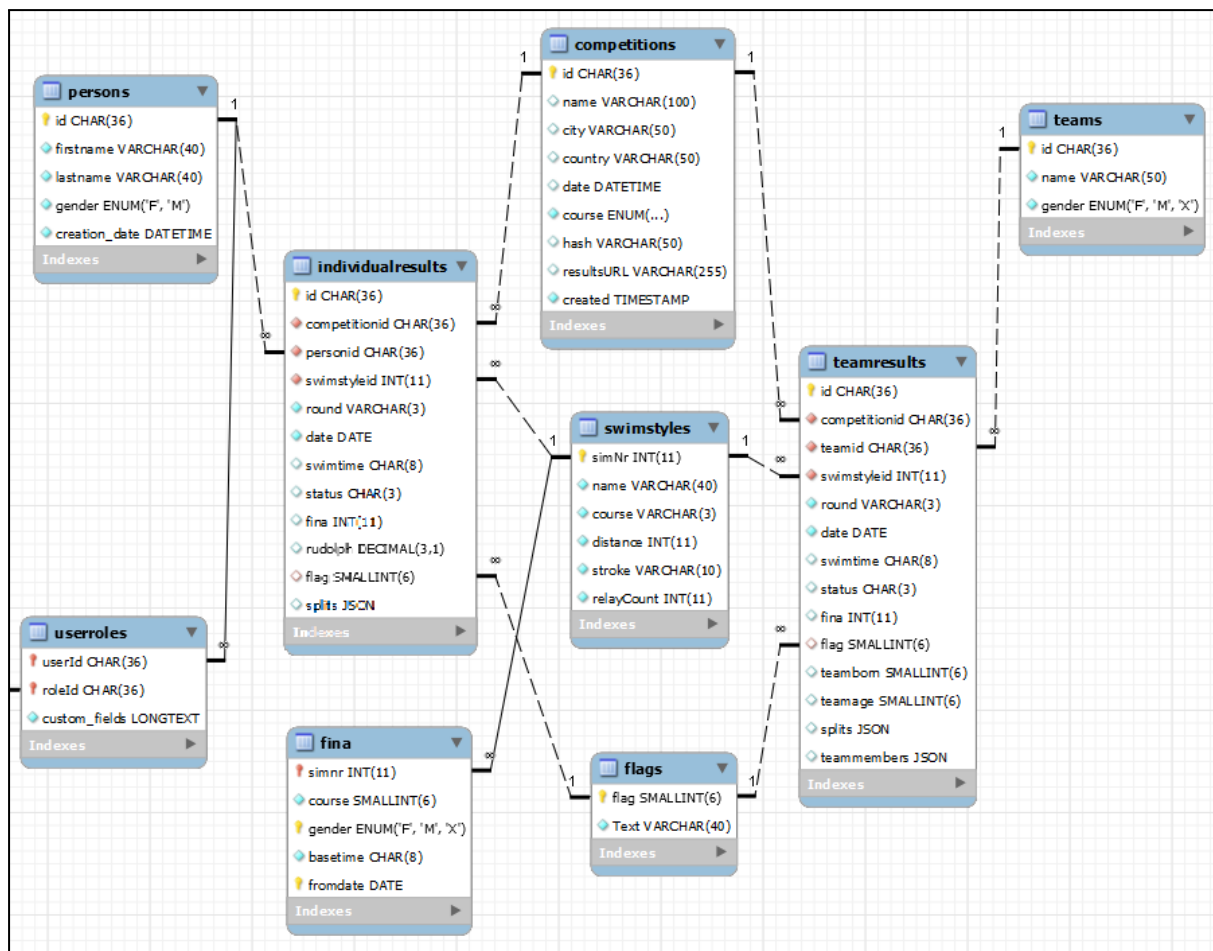 persons
id CHAR(36)
firstname VARCHAR(40)
lastname VARCHAR(40)
gender ENUM('F', 'M')
creation_date DATETIME
Indexes
1
∞
individualresults
id CHAR(36)
competitionid CHAR(36)
personid CHAR(36)
swimstyleid INT(11)
round VARCHAR(3)
date DATE
swimtime CHAR(8)
status CHAR(3)
fina INT(11)
rudolph DECIMAL(3,1)
flag SMALLINT(6)
splits JSON
Indexes
∞
∞
∞
userroles
userId CHAR(36)
roleId CHAR(36)
custom_fields LONGTEXT
Indexes
∞
fina
simnr INT(11)
course SMALLINT(6)
gender ENUM('F', 'M', 'X')
basetime CHAR(8)
fromdate DATE
Indexes
∞
competitions
id CHAR(36)
name VARCHAR(100)
city VARCHAR(50)
country VARCHAR(50)
date DATETIME
course ENUM(...)
hash VARCHAR(50)
resultsURL VARCHAR(255)
created TIMESTAMP
Indexes
1
1
swimstyles
simNr INT(11)
name VARCHAR(40)
course VARCHAR(3)
distance INT(11)
stroke VARCHAR(10)
relayCount INT(11)
Indexes
1
1
flags
flag SMALLINT(6)
Text VARCHAR(40)
Indexes
1
1
teamresults
id CHAR(36)
competitionid CHAR(36)
teamid CHAR(36)
swimstyleid INT(11)
round VARCHAR(3)
date DATE
swimtime CHAR(8)
status CHAR(3)
fina INT(11)
flag SMALLINT(6)
teamborn SMALLINT(6)
teamage SMALLINT(6)
splits JSON
teammembers JSON
Indexes
∞
∞
∞
∞
teams
id CHAR(36)
name VARCHAR(50)
gender ENUM('F', 'M', 'X')
Indexes
1